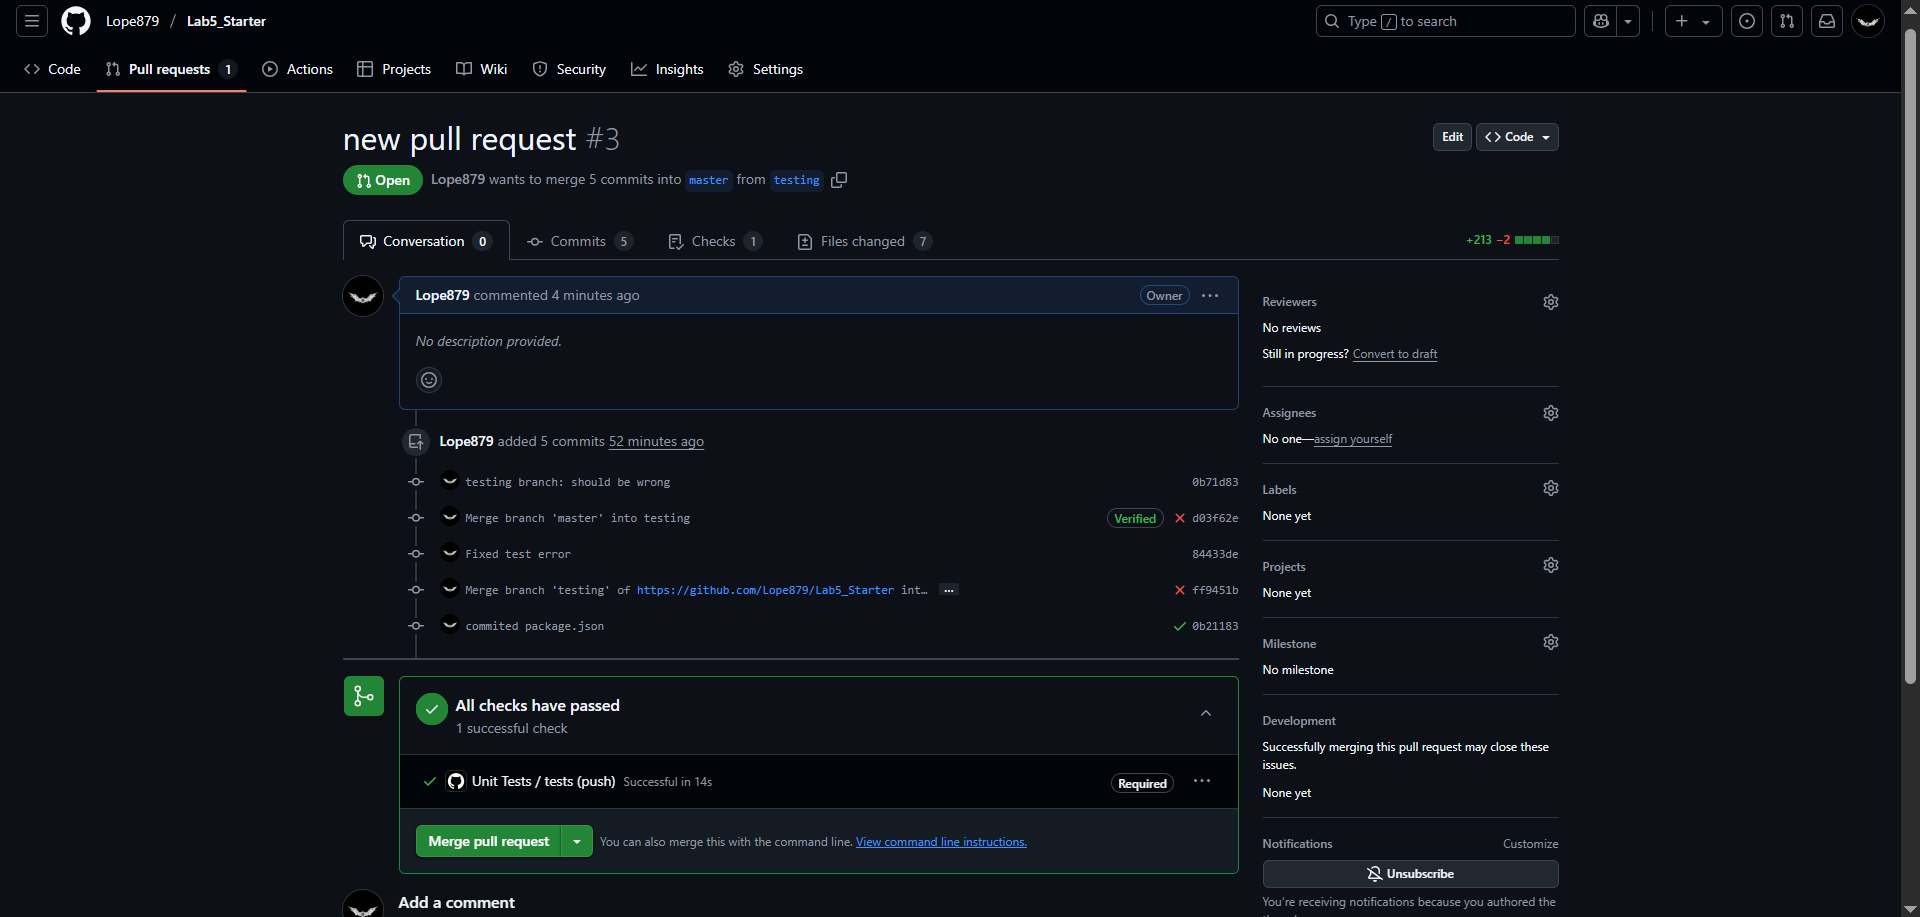 Lope879 / Lab5_Starter
Type / to search
Code
Pull requests 1
Actions
Projects
Wiki
Security
Insights
Settings
new pull request #3
Edit
Code
Open
Lope879 wants to merge 5 commits into master from testing
Conversation 0
Commits 5
Checks 1
Files changed 7
+213 −2
Lope879 commented 4 minutes ago
Owner
No description provided.
Lope879 added 5 commits 52 minutes ago
testing branch: should be wrong 0b71d83
Merge branch 'master' into testing Verified d03f62e
Fixed test error 84433de
Merge branch 'testing' of https://github.com/Lope879/Lab5_Starter int… … ff9451b
commited package.json 0b21183
All checks have passed
1 successful check
Unit Tests / tests (push) Successful in 14s Required
Merge pull request
You can also merge this with the command line. View command line instructions.
Add a comment
Reviewers
No reviews
Still in progress? Convert to draft
Assignees
No one—assign yourself
Labels
None yet
Projects
None yet
Milestone
No milestone
Development
Successfully merging this pull request may close these
issues.
None yet
Notifications
Customize
Unsubscribe
You're receiving notifications because you authored the